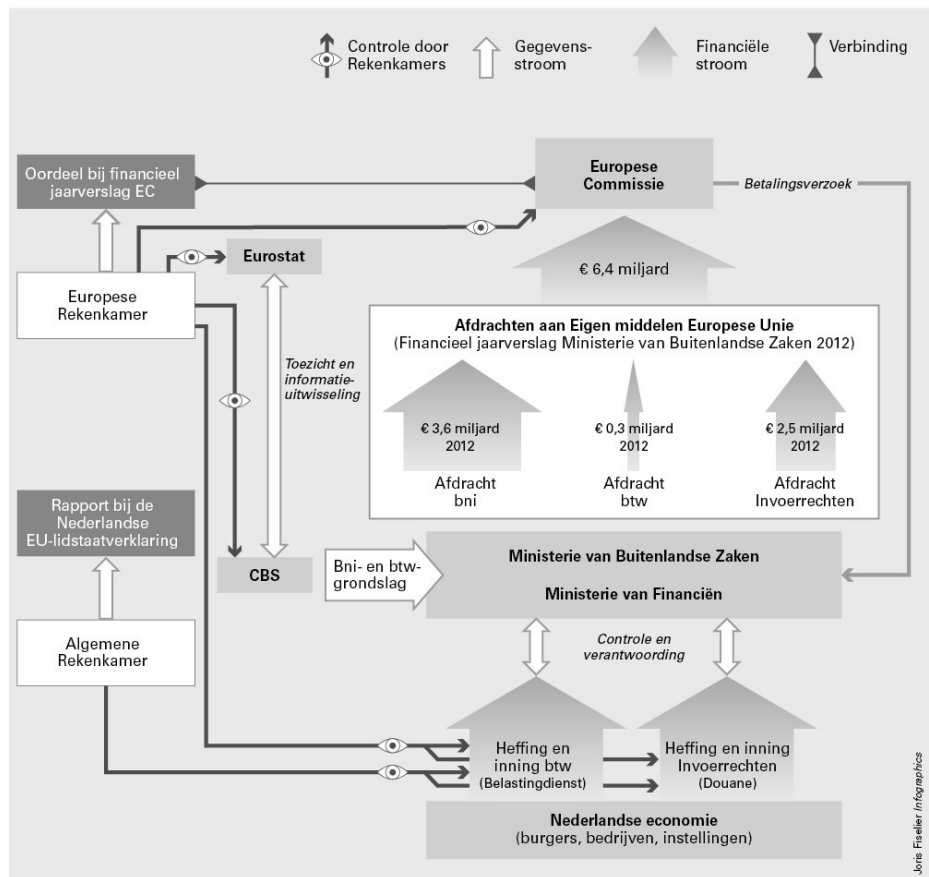 Controle door
Rekenkamers
Gegevens-
stroom
Financiële
stroom
Verbinding
Oordeel bij financieel
jaarverslag EC
Europese
Commissie
Betalingsverzoek
Eurostat
€ 6,4 miljard
Europese
Rekenkamer
Afdrachten aan Eigen middelen Europese Unie
(Financieel jaarverslag Ministerie van Buitenlandse Zaken 2012)
Toezicht en
informatie-
uitwisseling
€ 3,6 miljard
2012
€ 0,3 miljard
2012
€ 2,5 miljard
2012
Afdracht
bni
Afdracht
btw
Afdracht
Invoerrechten
Rapport bij de
Nederlandse
EU-lidstaatverklaring
CBS
Bni- en btw-
grondslag
Ministerie van Buitenlandse Zaken
Ministerie van Financiën
Algemene
Rekenkamer
Controle en
verantwoording
Heffing en
inning btw
(Belastingdienst)
Heffing en inning
Invoerrechten
(Douane)
Nederlandse economie
(burgers, bedrijven, instellingen)
Joris Fiselier Infographics